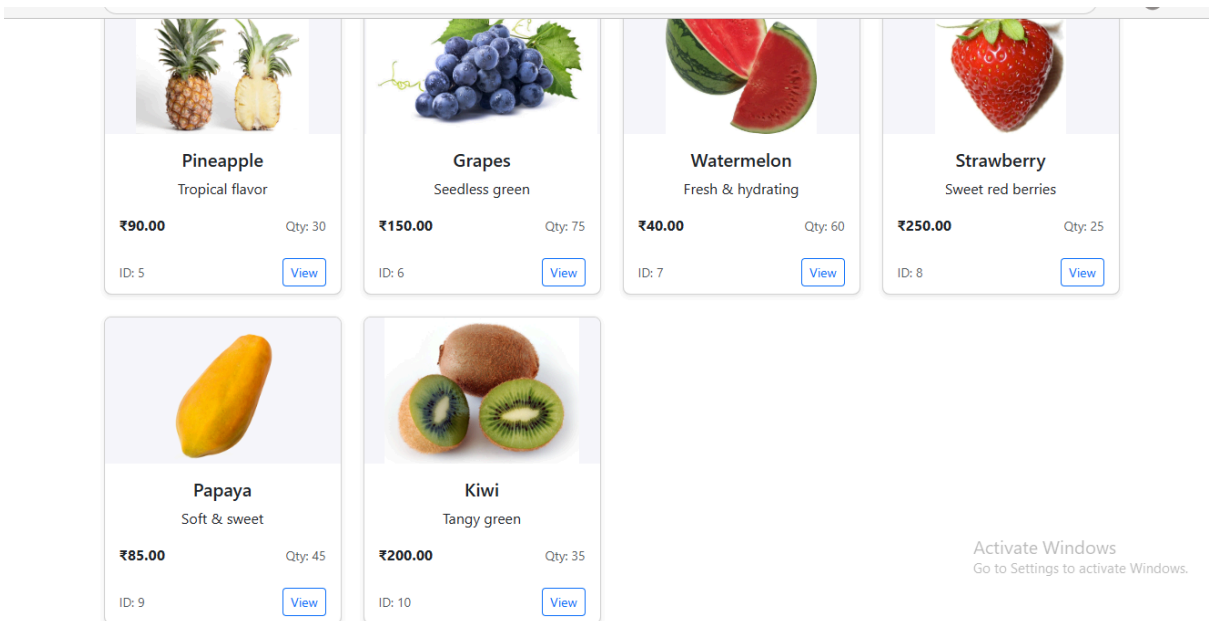 Pineapple
Tropical flavor
₹90.00 Qty: 30
ID: 5 View
Grapes
Seedless green
₹150.00 Qty: 75
ID: 6 View
Watermelon
Fresh & hydrating
₹40.00 Qty: 60
ID: 7 View
Strawberry
Sweet red berries
₹250.00 Qty: 25
ID: 8 View
Papaya
Soft & sweet
₹85.00 Qty: 45
ID: 9 View
Kiwi
Tangy green
₹200.00 Qty: 35
ID: 10 View
Activate Windows
Go to Settings to activate Windows.